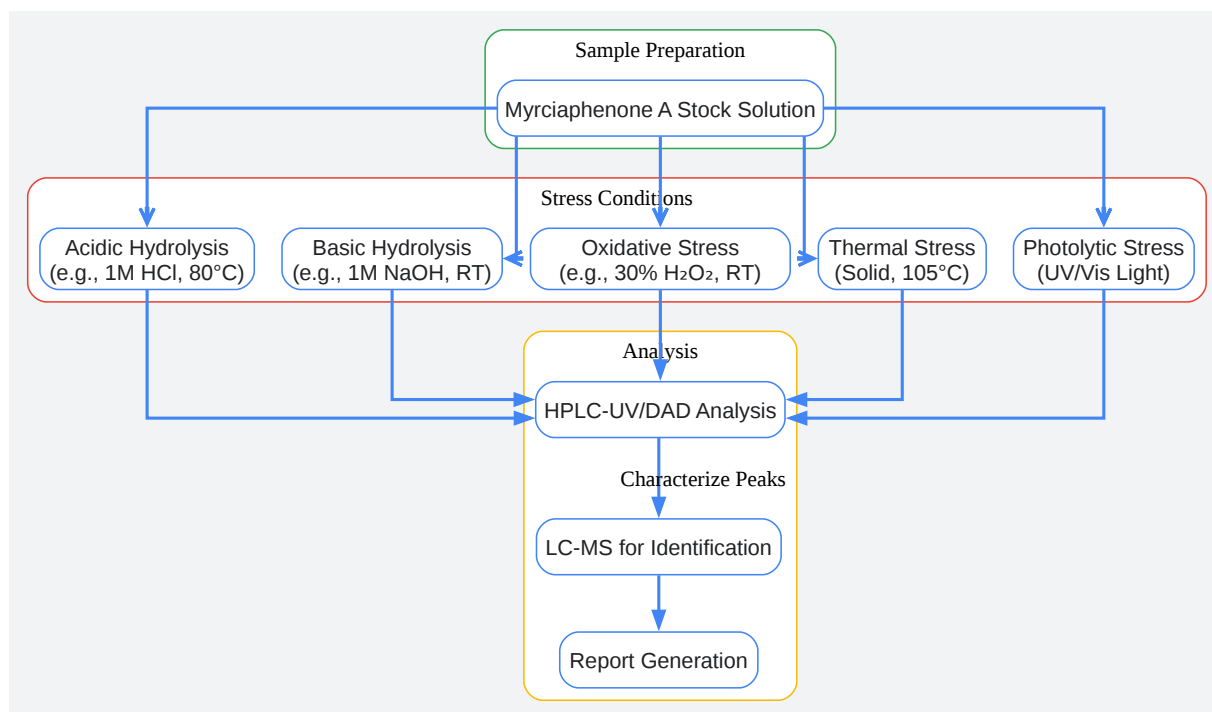 Sample Preparation
Myrciaphenone A Stock Solution
Stress Conditions
Acidic Hydrolysis
(e.g., 1M HCl, 80°C)
Basic Hydrolysis
(e.g., 1M NaOH, RT)
Oxidative Stress
(e.g., 30% H₂O₂, RT)
Thermal Stress
(Solid, 105°C)
Photolytic Stress
(UV/Vis Light)
Analysis
HPLC-UV/DAD Analysis
Characterize Peaks
LC-MS for Identification
Report Generation